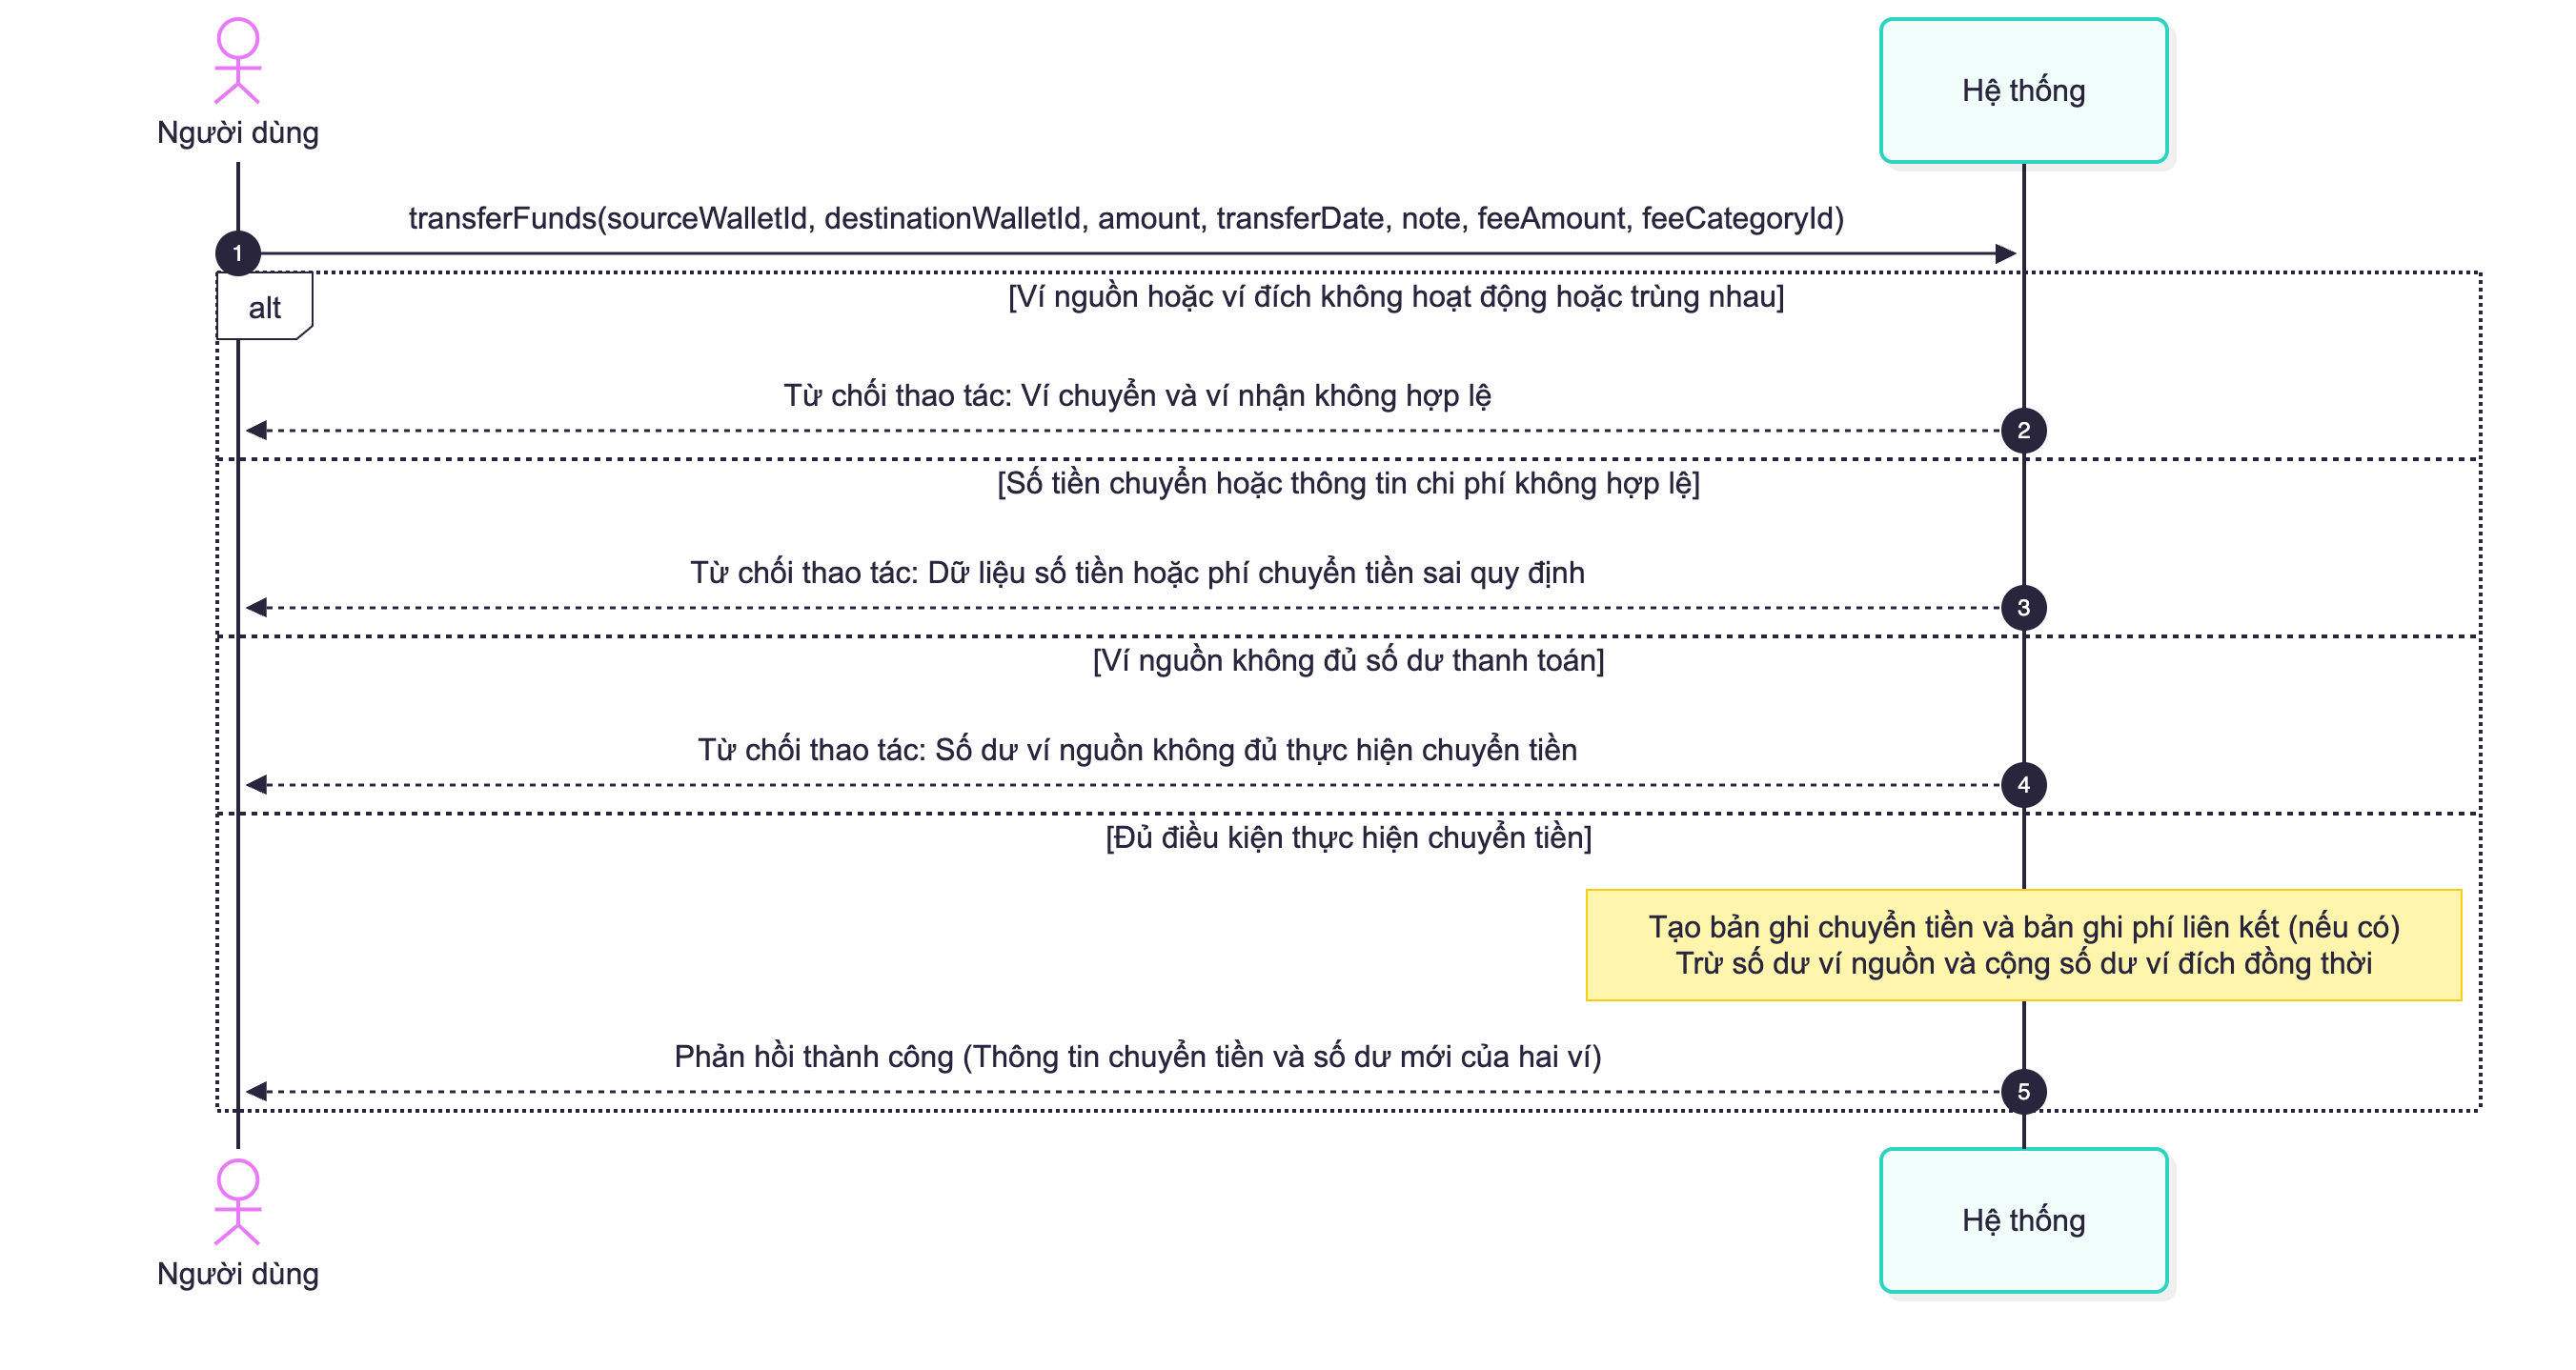 Người dùng
Hệ thống
transferFunds(sourceWalletId, destinationWalletId, amount, transferDate, note, feeAmount, feeCategoryId)
1
alt
[Ví nguồn hoặc ví đích không hoạt động hoặc trùng nhau]
Từ chối thao tác: Ví chuyển và ví nhận không hợp lệ
2
[Số tiền chuyển hoặc thông tin chi phí không hợp lệ]
Từ chối thao tác: Dữ liệu số tiền hoặc phí chuyển tiền sai quy định
3
[Ví nguồn không đủ số dư thanh toán]
Từ chối thao tác: Số dư ví nguồn không đủ thực hiện chuyển tiền
4
[Đủ điều kiện thực hiện chuyển tiền]
Tạo bản ghi chuyển tiền và bản ghi phí liên kết (nếu có)
Trừ số dư ví nguồn và cộng số dư ví đích đồng thời
Phản hồi thành công (Thông tin chuyển tiền và số dư mới của hai ví)
5
Người dùng
Hệ thống